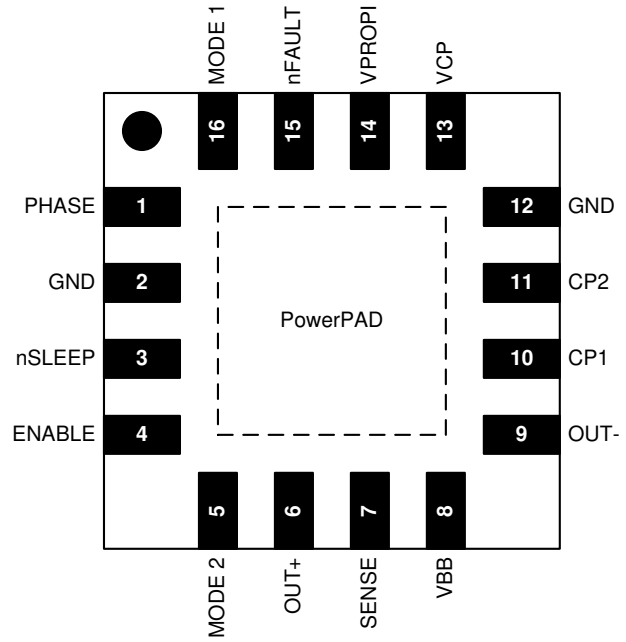 MODE 1
nFAULT
VPROPI
VCP
16
15
14
13
PHASE 1
12 GND
GND 2
11 CP2
PowerPAD
nSLEEP 3
10 CP1
ENABLE 4
9 OUT-
5
6
7
8
MODE 2
OUT+
SENSE
VBB